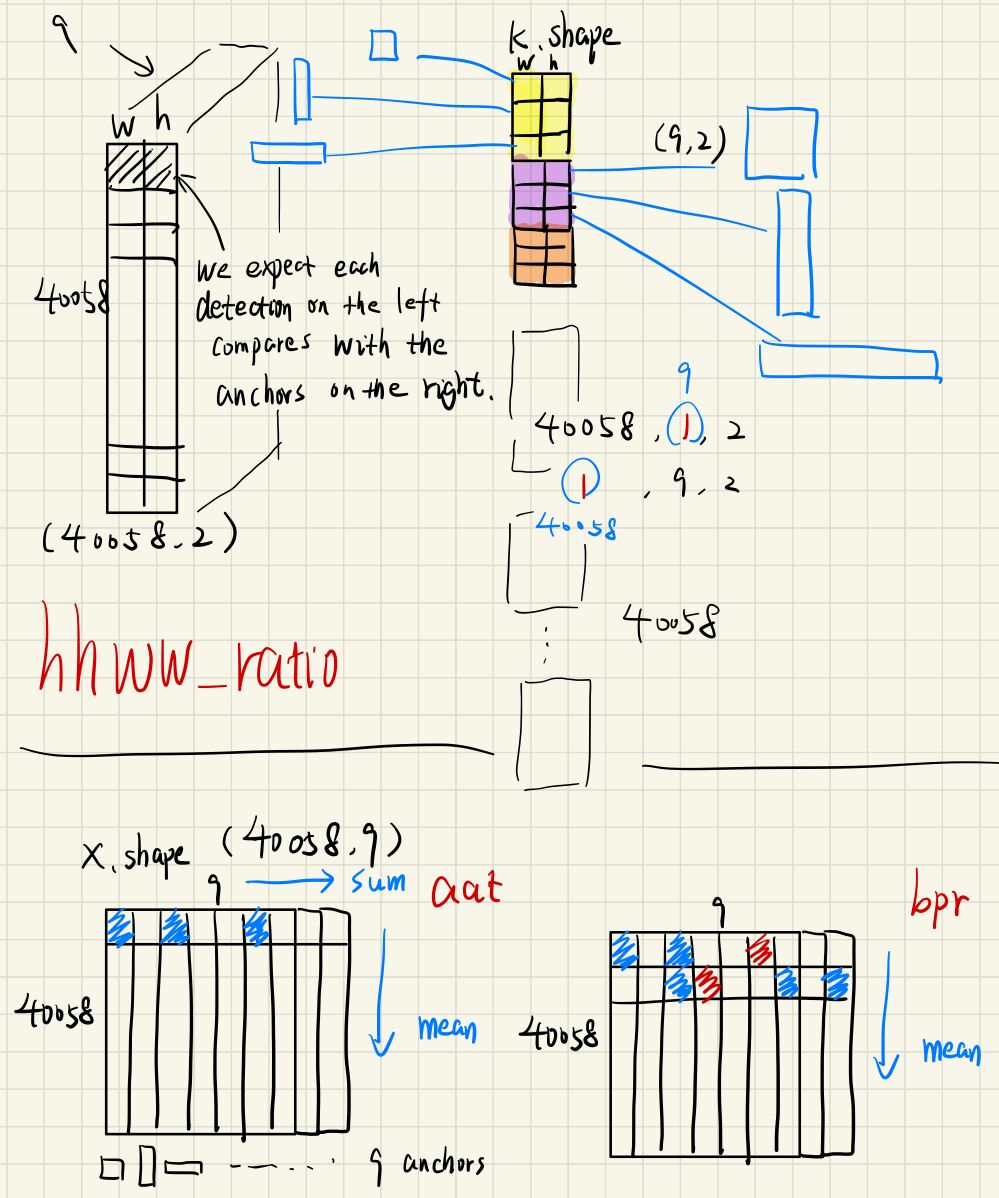 9
w h
40058
we expect each
detection on the left
compares with the
anchors on the right.
(40058, 2)
k.shape
w h
(9,2)
9
40058, 1, 2
1, 9, 2
40058
40058
hhww_ratio
x.shape (40058, 9)
9 sum aat
40058
mean
9 anchors
9 bpr
40058
mean